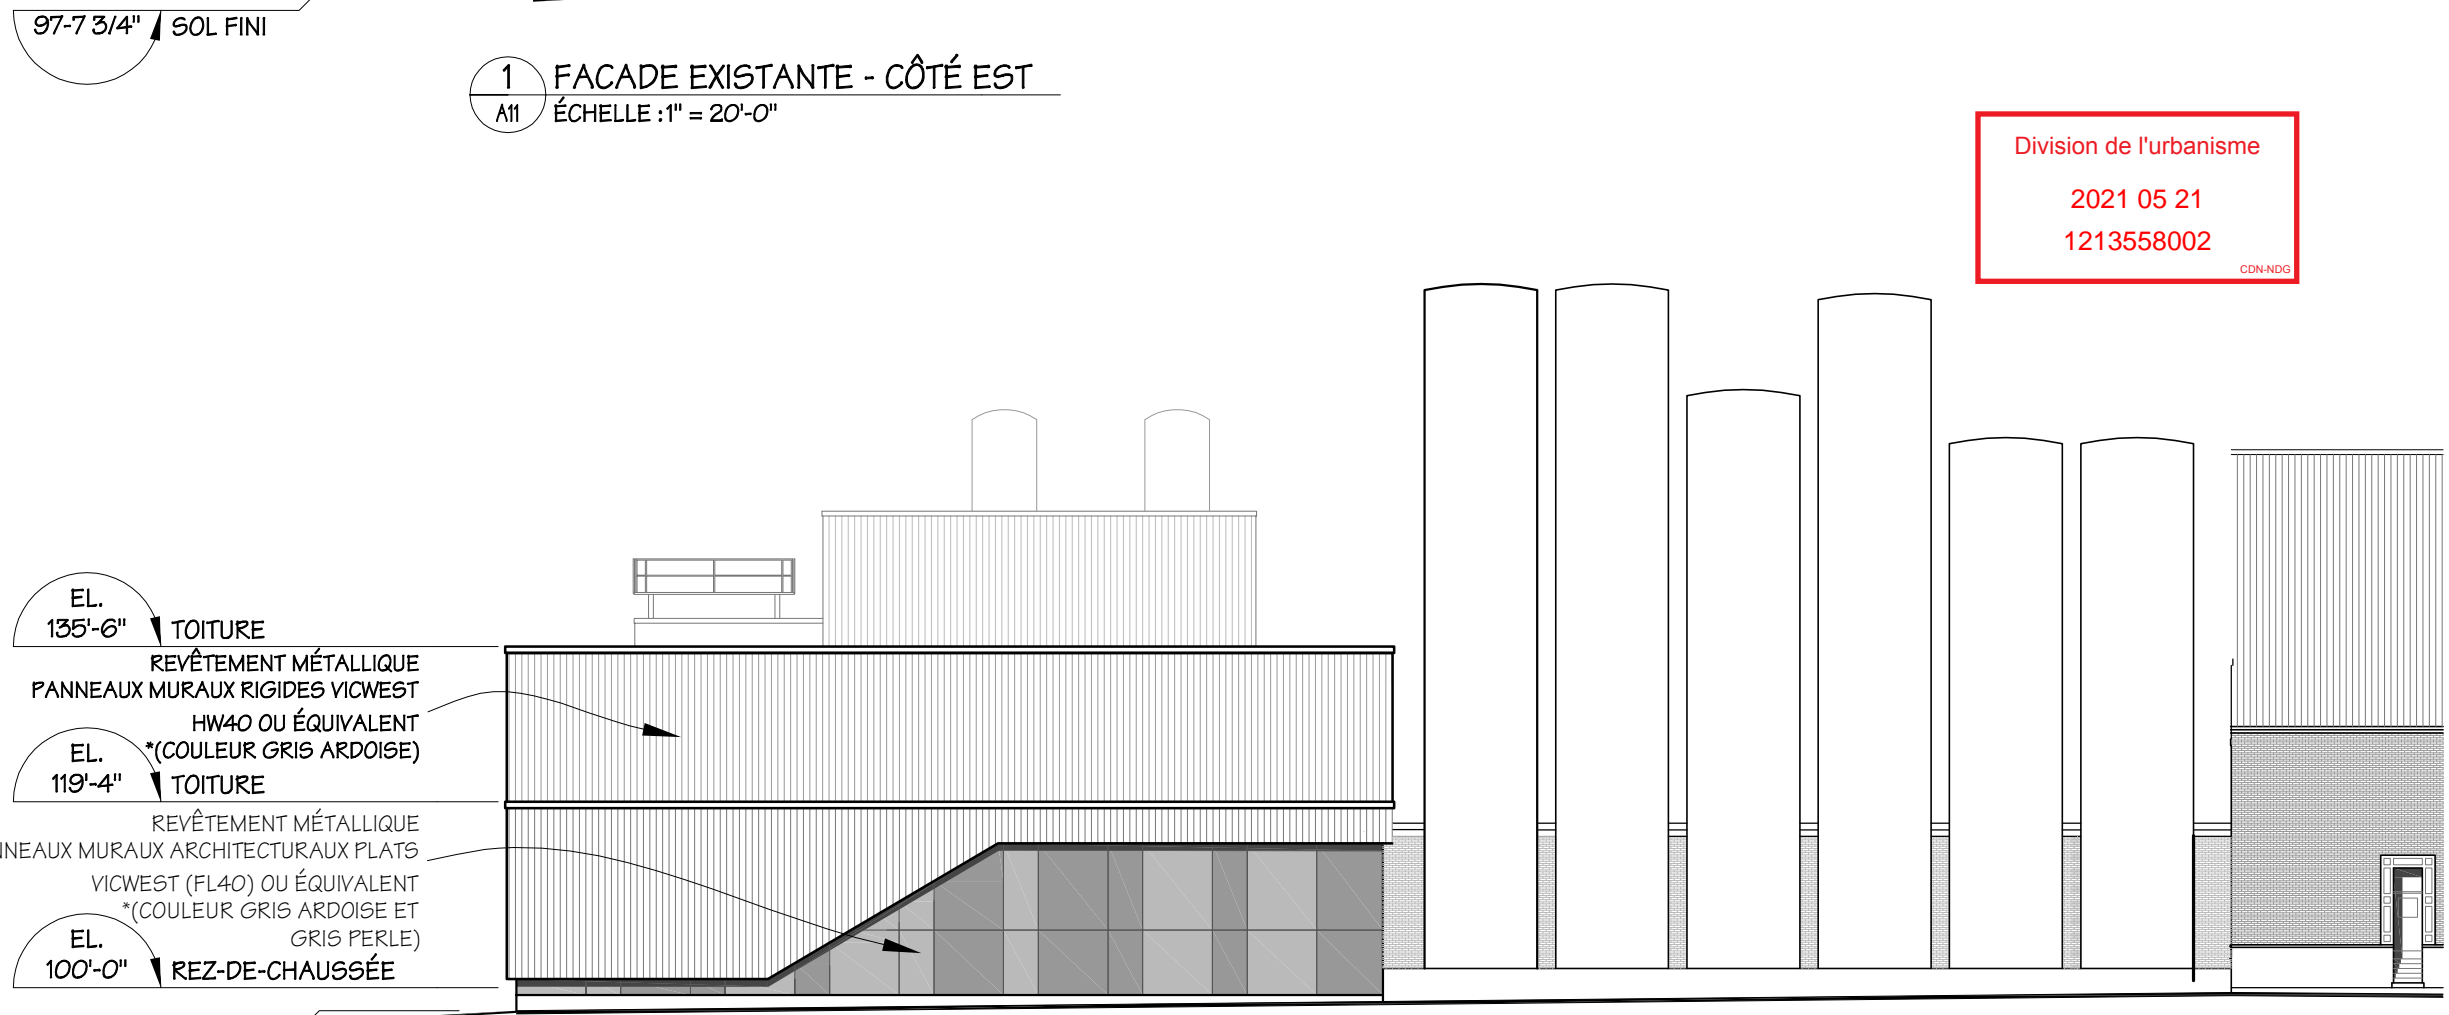 97-7 3/4" SOL FINI
1
A11
FACADE EXISTANTE - CÔTÉ EST
ÉCHELLE : 1" = 20'-0"
Division de l'urbanisme
2021 05 21
1213558002
CDN-NDG
EL.
135'-6" TOITURE
REVÊTEMENT MÉTALLIQUE
PANNEAUX MURAUX RIGIDES VICWEST
HW40 OU ÉQUIVALENT
*(COULEUR GRIS ARDOISE)
EL.
119'-4" TOITURE
REVÊTEMENT MÉTALLIQUE
NNEAUX MURAUX ARCHITECTURAUX PLATS
VICWEST (FL40) OU ÉQUIVALENT
*(COULEUR GRIS ARDOISE ET
GRIS PERLE)
EL.
100'-0" REZ-DE-CHAUSSÉE